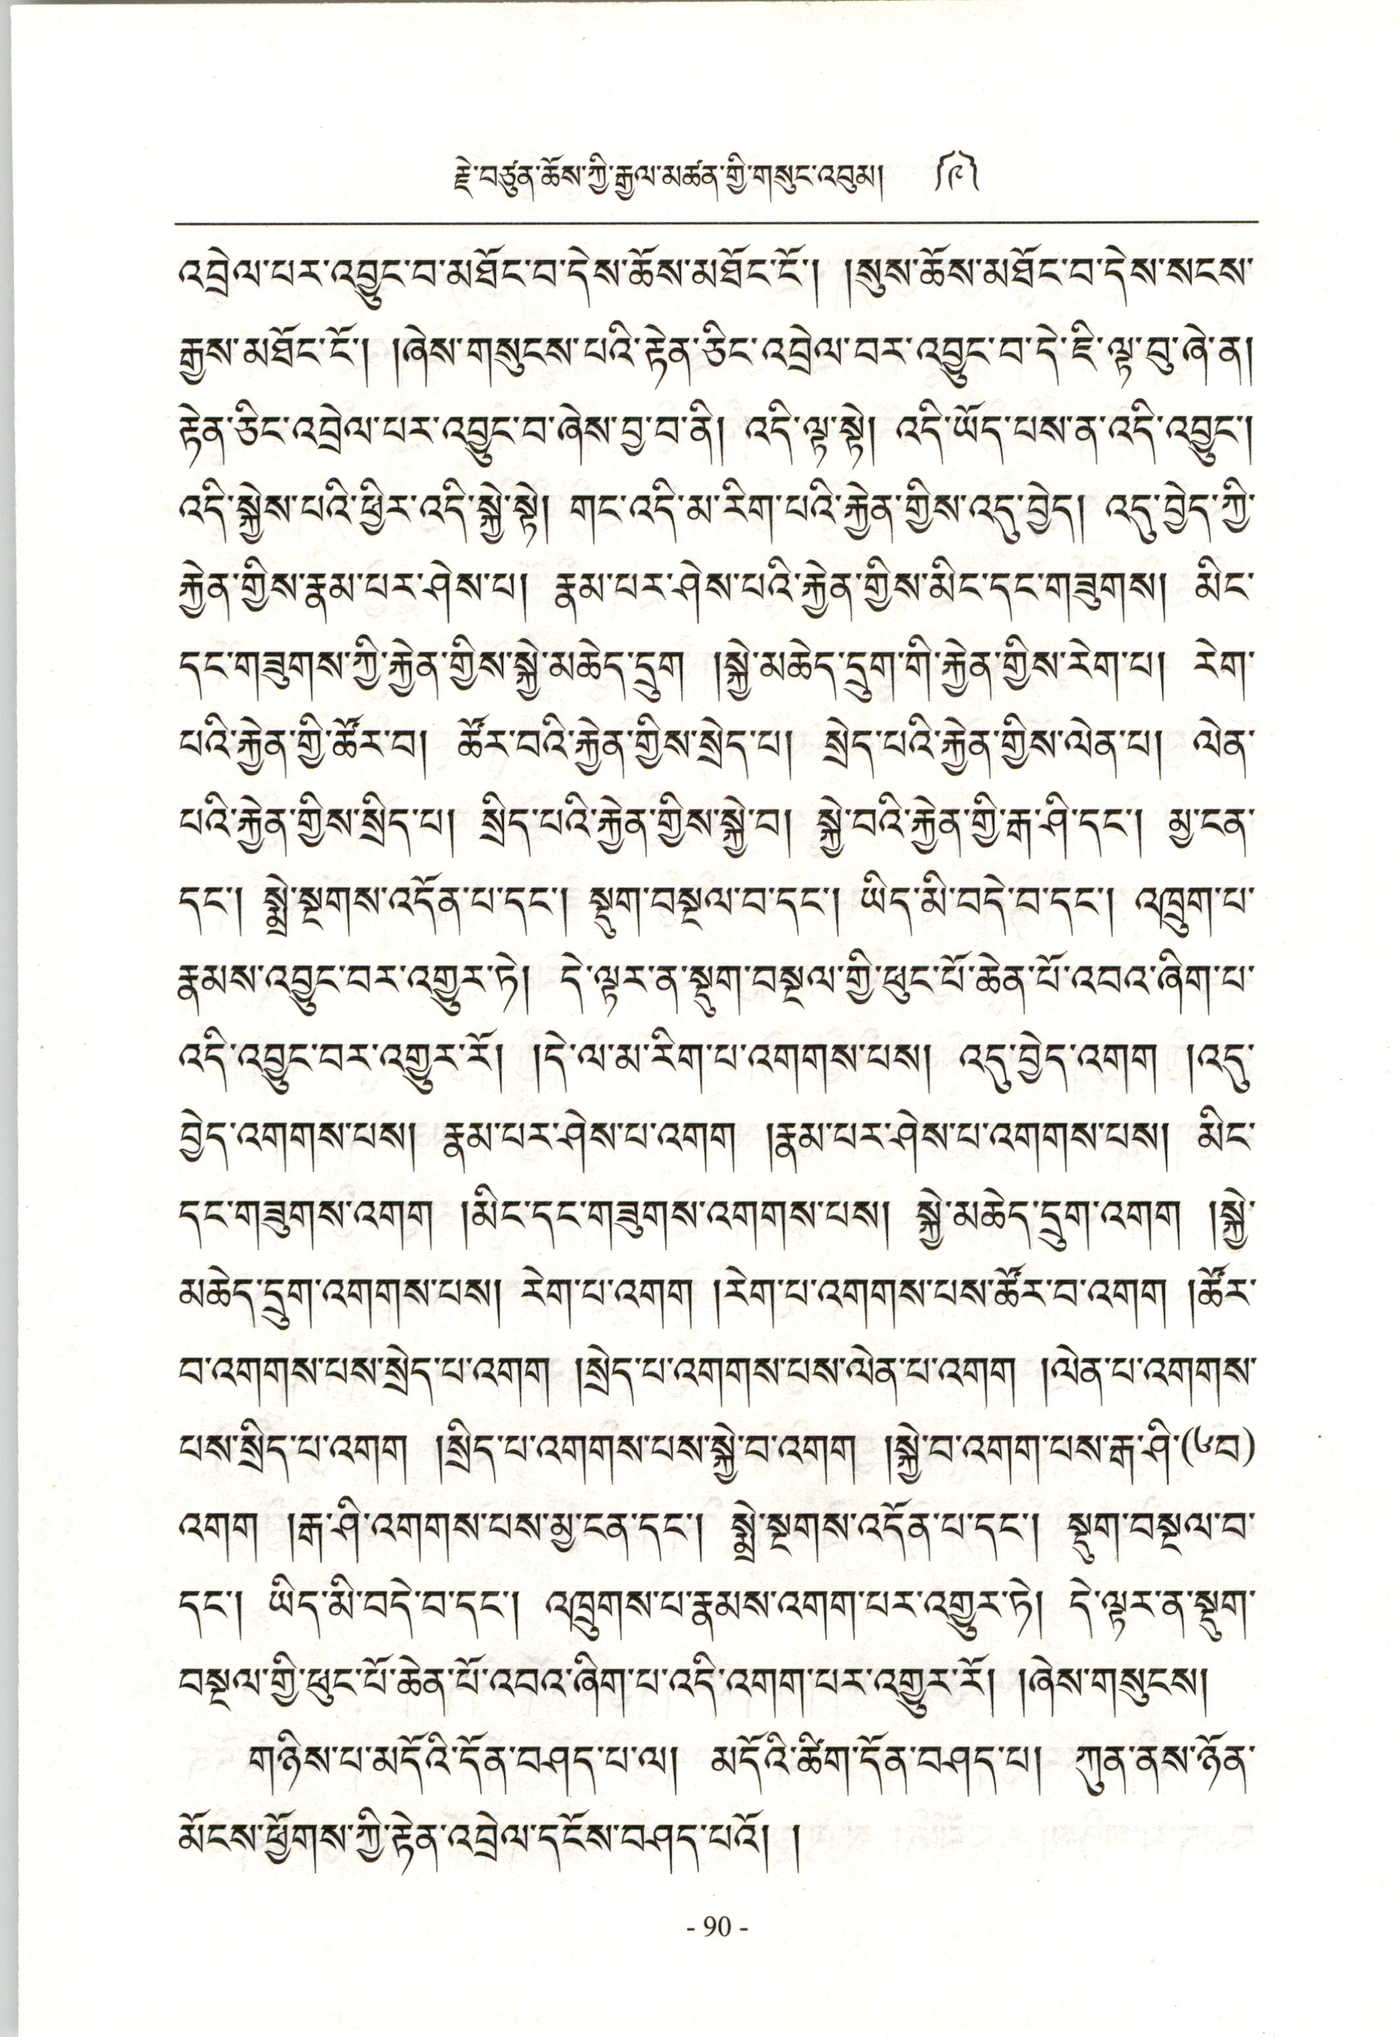 རྗེ་བཙུན་ཆོས་ཀྱི་རྒྱལ་མཚན་གྱི་གསུང་འབུམ། ༼༩༽
འབྲེལ་པར་འབྱུང་བ་མཐོང་བ་དེས་ཆོས་མཐོང་ངོ་། །སུས་ཆོས་མཐོང་བ་དེས་སངས་
རྒྱས་མཐོང་ངོ་། །ཞེས་གསུངས་པའི་རྟེན་ཅིང་འབྲེལ་བར་འབྱུང་བ་དེ་ཇི་ལྟ་བུ་ཞེ་ན།
རྟེན་ཅིང་འབྲེལ་པར་འབྱུང་བ་ཞེས་བྱ་བ་ནི། འདི་ལྟ་སྟེ། འདི་ཡོད་པས་ན་འདི་འབྱུང་།
འདི་སྐྱེས་པའི་ཕྱིར་འདི་སྐྱེ་སྟེ། གང་འདི་མ་རིག་པའི་རྐྱེན་གྱིས་འདུ་བྱེད། འདུ་བྱེད་ཀྱི་
རྐྱེན་གྱིས་རྣམ་པར་ཤེས་པ། རྣམ་པར་ཤེས་པའི་རྐྱེན་གྱིས་མིང་དང་གཟུགས། མིང་
དང་གཟུགས་ཀྱི་རྐྱེན་གྱིས་སྐྱེ་མཆེད་དྲུག །སྐྱེ་མཆེད་དྲུག་གི་རྐྱེན་གྱིས་རེག་པ། རེག་
པའི་རྐྱེན་གྱི་ཚོར་བ། ཚོར་བའི་རྐྱེན་གྱིས་སྲེད་པ། སྲེད་པའི་རྐྱེན་གྱིས་ལེན་པ། ལེན་
པའི་རྐྱེན་གྱིས་སྲིད་པ། སྲིད་པའི་རྐྱེན་གྱིས་སྐྱེ་བ། སྐྱེ་བའི་རྐྱེན་གྱི་རྒ་ཤི་དང་། མྱ་ངན་
དང་། སྨྲེ་སྔགས་འདོན་པ་དང་། སྡུག་བསྔལ་བ་དང་། ཡིད་མི་བདེ་བ་དང་། འཁྲུག་པ་
རྣམས་འབྱུང་བར་འགྱུར་ཏེ། དེ་ལྟར་ན་སྡུག་བསྔལ་གྱི་ཕུང་པོ་ཆེན་པོ་འབའ་ཞིག་པ་
འདི་འབྱུང་བར་འགྱུར་རོ། །དེ་ལ་མ་རིག་པ་འགགས་པས། འདུ་བྱེད་འགག །འདུ་
བྱེད་འགགས་པས། རྣམ་པར་ཤེས་པ་འགག །རྣམ་པར་ཤེས་པ་འགགས་པས། མིང་
དང་གཟུགས་འགག །མིང་དང་གཟུགས་འགགས་པས། སྐྱེ་མཆེད་དྲུག་འགག །སྐྱེ་
མཆེད་དྲུག་འགགས་པས། རེག་པ་འགག །རེག་པ་འགགས་པས་ཚོར་བ་འགག །ཚོར་
བ་འགགས་པས་སྲེད་པ་འགག །སྲེད་པ་འགགས་པས་ལེན་པ་འགག །ལེན་པ་འགགས་
པས་སྲིད་པ་འགག །སྲིད་པ་འགགས་པས་སྐྱེ་བ་འགག །སྐྱེ་བ་འགག་པས་རྒ་ཤི་(༦བ)
འགག །རྒ་ཤི་འགགས་པས་མྱ་ངན་དང་། སྨྲེ་སྔགས་འདོན་པ་དང་། སྡུག་བསྔལ་བ་
དང་། ཡིད་མི་བདེ་བ་དང་། འཁྲུགས་པ་རྣམས་འགག་པར་འགྱུར་ཏེ། དེ་ལྟར་ན་སྡུག་
བསྔལ་གྱི་ཕུང་པོ་ཆེན་པོ་འབའ་ཞིག་པ་འདི་འགག་པར་འགྱུར་རོ། །ཞེས་གསུངས།
གཉིས་པ་མདོའི་དོན་བཤད་པ་ལ། མདོའི་ཚིག་དོན་བཤད་པ། ཀུན་ནས་ཉོན་
མོངས་ཕྱོགས་ཀྱི་རྟེན་འབྲེལ་དངོས་བཤད་པའོ། །
- 90 -